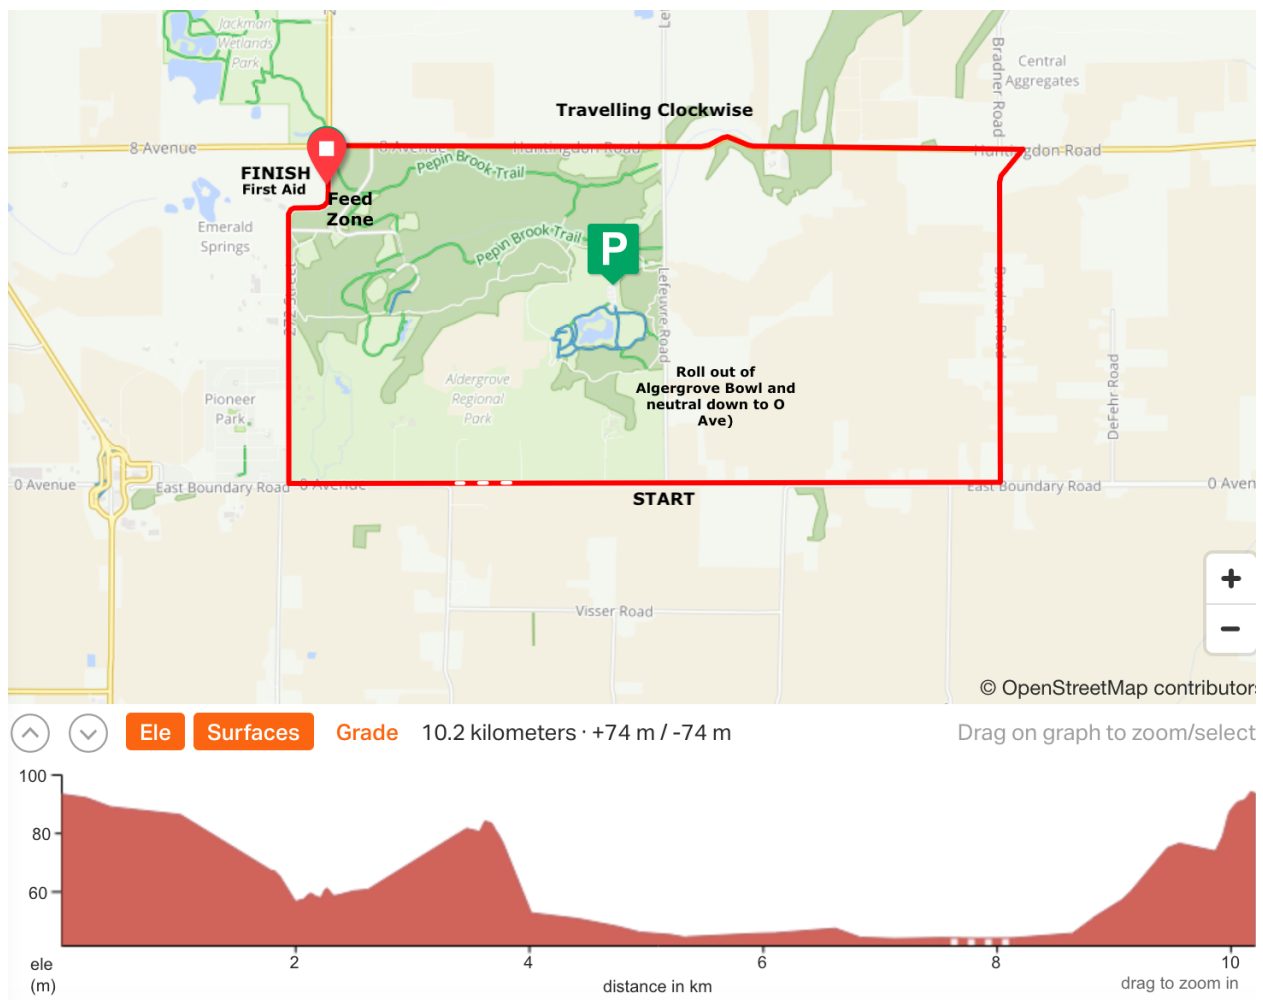 Jackman
Wetlands
Park
Bradner Road
Central
Aggregates
Travelling Clockwise
8 Avenue
8 Avenue
Huntingdon Road
Huntingdon Road
Pepin Brook Trail
FINISH
First Aid
Feed
Zone
Emerald
Springs
Pepin Brook Trail
P
272 Street
Lefeuvre Road
Bradner Road
Roll out of
Algergrove Bowl and
neutral down to O
Ave)
Aldergrove
Regional
Park
Pioneer
Park
DeFehr Road
0 Avenue
East Boundary Road
0 Avenue
START
East Boundary Road
0 Aven
Visser Road
+
−
© OpenStreetMap contributors
Ele
Surfaces
Grade
10.2 kilometers · +74 m / -74 m
Drag on graph to zoom/select
100
80
60
ele
(m)
2
4
6
8
10
distance in km
drag to zoom in